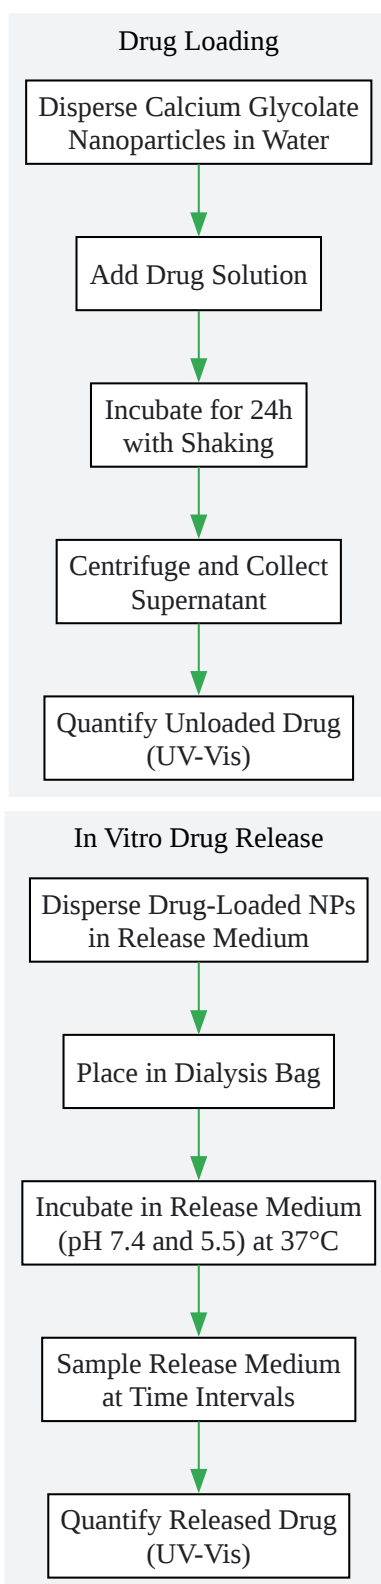 Drug Loading
Disperse Calcium Glycolate
Nanoparticles in Water
Add Drug Solution
Incubate for 24h
with Shaking
Centrifuge and Collect
Supernatant
Quantify Unloaded Drug
(UV-Vis)
In Vitro Drug Release
Disperse Drug-Loaded NPs
in Release Medium
Place in Dialysis Bag
Incubate in Release Medium
(pH 7.4 and 5.5) at 37°C
Sample Release Medium
at Time Intervals
Quantify Released Drug
(UV-Vis)